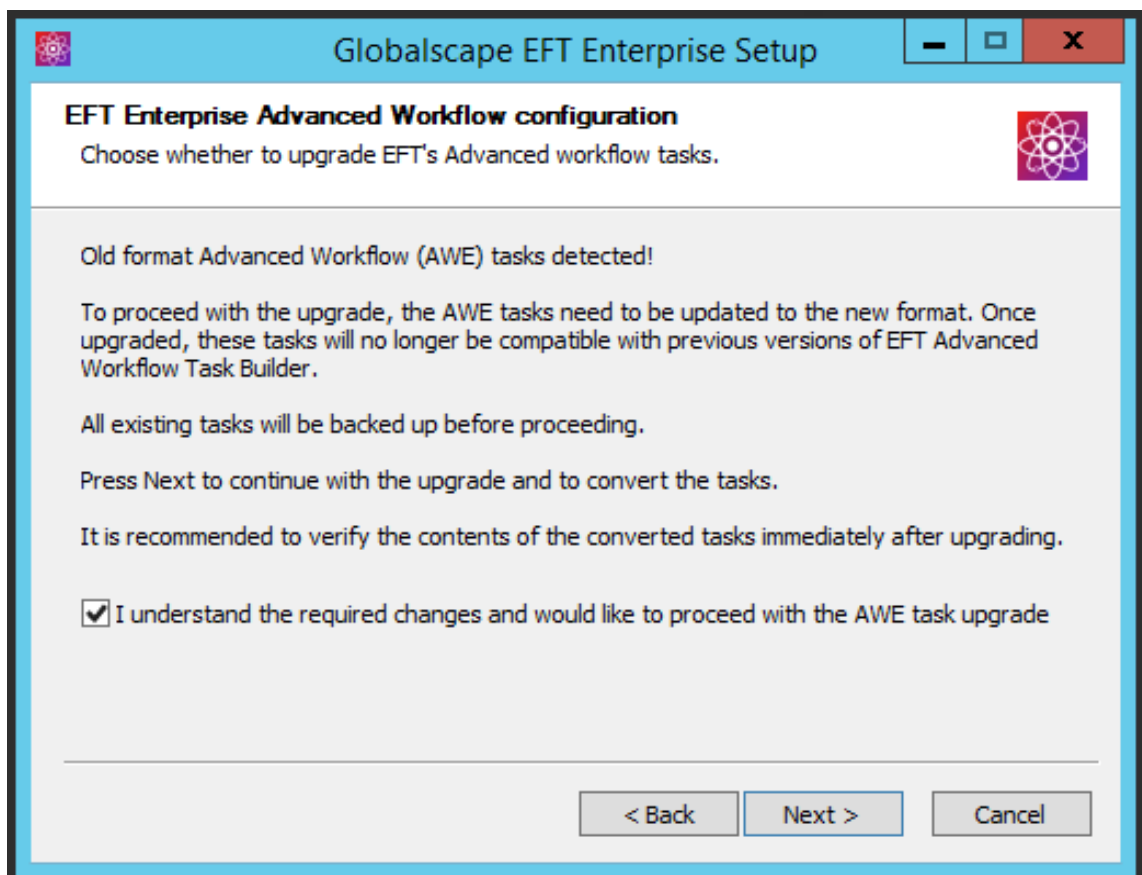 Globalscape EFT Enterprise Setup
EFT Enterprise Advanced Workflow configuration
Choose whether to upgrade EFT's Advanced workflow tasks.
Old format Advanced Workflow (AWE) tasks detected!
To proceed with the upgrade, the AWE tasks need to be updated to the new format. Once
upgraded, these tasks will no longer be compatible with previous versions of EFT Advanced
Workflow Task Builder.
All existing tasks will be backed up before proceeding.
Press Next to continue with the upgrade and to convert the tasks.
It is recommended to verify the contents of the converted tasks immediately after upgrading.
I understand the required changes and would like to proceed with the AWE task upgrade
< Back
Next >
Cancel